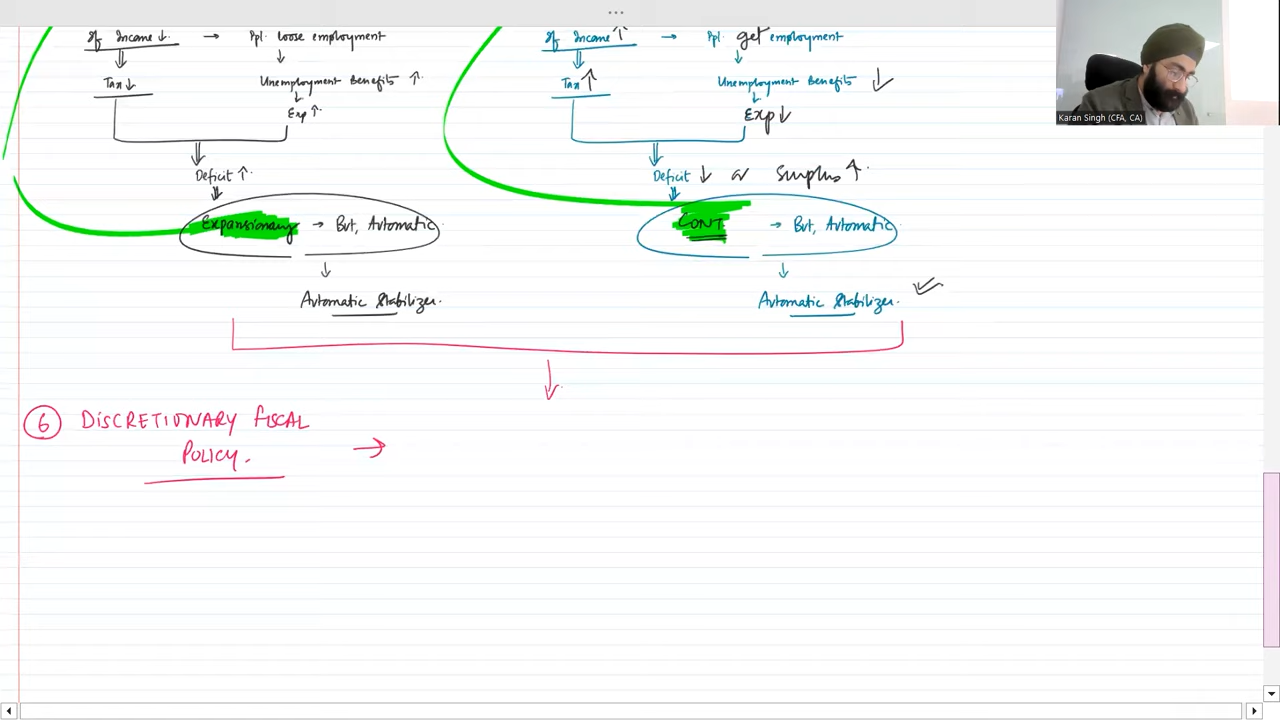 If Income ↓ → Ppl. loose employment
Tax ↓ Unemployment Benefits ↑
Exp ↑
Deficit ↑
Expansionary → But, Automatic
Automatic Stabilizer.
If Income ↑ → Ppl. get employment
Tax ↑ Unemployment Benefits ↓
Exp ↓
Deficit ↓ or Surplus ↑
CONT → But, Automatic
Automatic Stabilizer.
6 DISCRETIONARY FISCAL
POLICY. →
Karan Singh (CFA, CA)